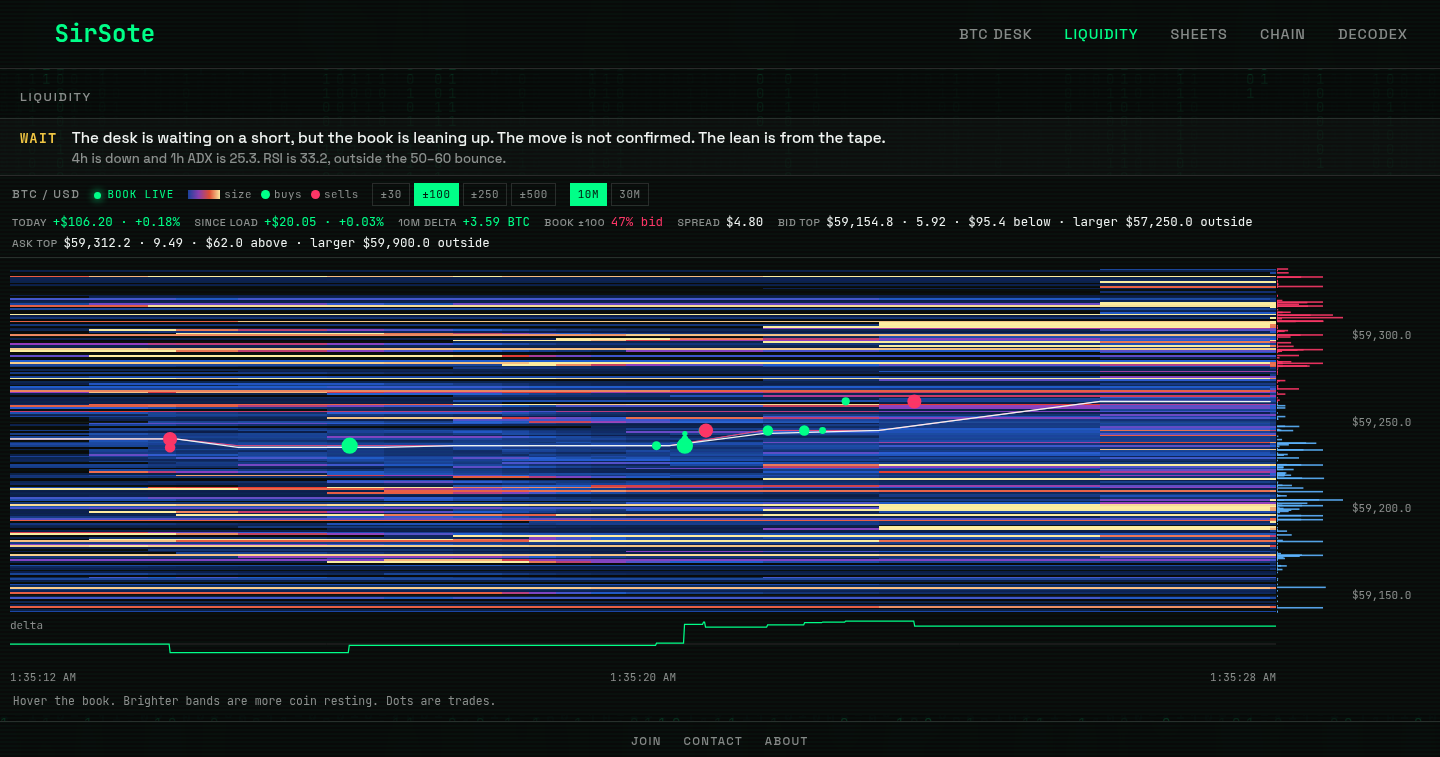 SirSote
BTC DESK LIQUIDITY SHEETS CHAIN DECODEX
LIQUIDITY
WAIT The desk is waiting on a short, but the book is leaning up. The move is not confirmed. The lean is from the tape.
4h is down and 1h ADX is 25.3. RSI is 33.2, outside the 50–60 bounce.
BTC / USD BOOK LIVE size buys sells ±30 ±100 ±250 ±500 10M 30M
TODAY +$106.20 · +0.18% SINCE LOAD +$20.05 · +0.03% 10M DELTA +3.59 BTC BOOK ±100 47% bid SPREAD $4.80 BID TOP $59,154.8 · 5.92 · $95.4 below · larger $57,250.0 outside
ASK TOP $59,312.2 · 9.49 · $62.0 above · larger $59,900.0 outside
$59,300.0
$59,250.0
$59,200.0
$59,150.0
delta
1:35:12 AM 1:35:20 AM 1:35:28 AM
Hover the book. Brighter bands are more coin resting. Dots are trades.
JOIN CONTACT ABOUT